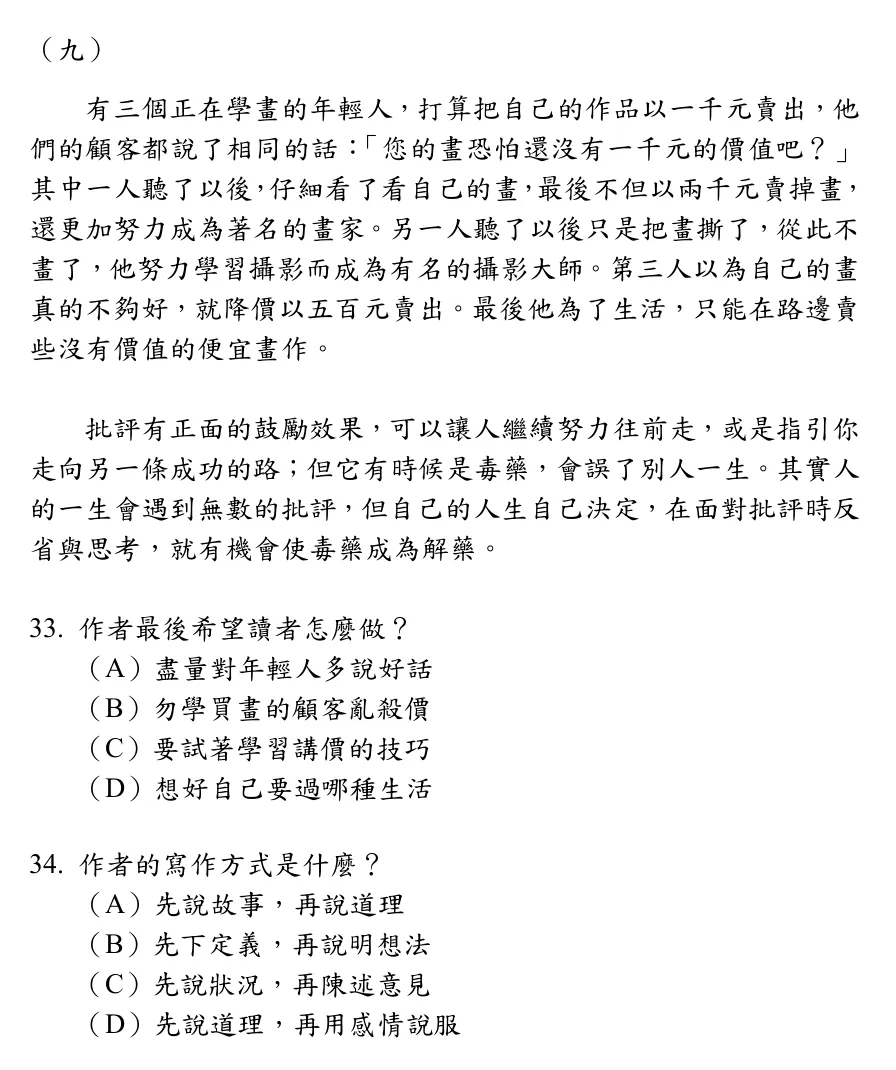 （九）
有三個正在學畫的年輕人，打算把自己的作品以一千元賣出，他
們的顧客都說了相同的話：「您的畫恐怕還沒有一千元的價值吧？」
其中一人聽了以後，仔細看了看自己的畫，最後不但以兩千元賣掉畫，
還更加努力成為著名的畫家。另一人聽了以後只是把畫撕了，從此不
畫了，他努力學習攝影而成為有名的攝影大師。第三人以為自己的畫
真的不夠好，就降價以五百元賣出。最後他為了生活，只能在路邊賣
些沒有價值的便宜畫作。
批評有正面的鼓勵效果，可以讓人繼續努力往前走，或是指引你
走向另一條成功的路；但它有時候是毒藥，會誤了別人一生。其實人
的一生會遇到無數的批評，但自己的人生自己決定，在面對批評時反
省與思考，就有機會使毒藥成為解藥。
33. 作者最後希望讀者怎麼做？
（A）盡量對年輕人多說好話
（B）勿學買畫的顧客亂殺價
（C）要試著學習講價的技巧
（D）想好自己要過哪種生活
34. 作者的寫作方式是什麼？
（A）先說故事，再說道理
（B）先下定義，再說明想法
（C）先說狀況，再陳述意見
（D）先說道理，再用感情說服